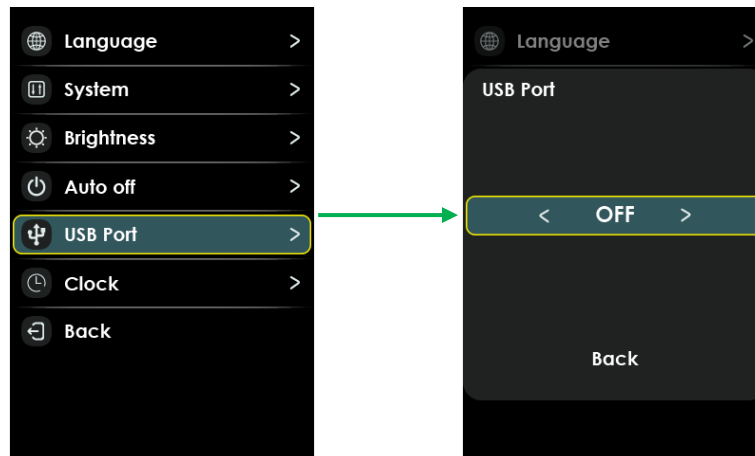 Language >
System >
Brightness >
Auto off >
USB Port >
Clock >
Back
Language >
USB Port
< OFF >
Back